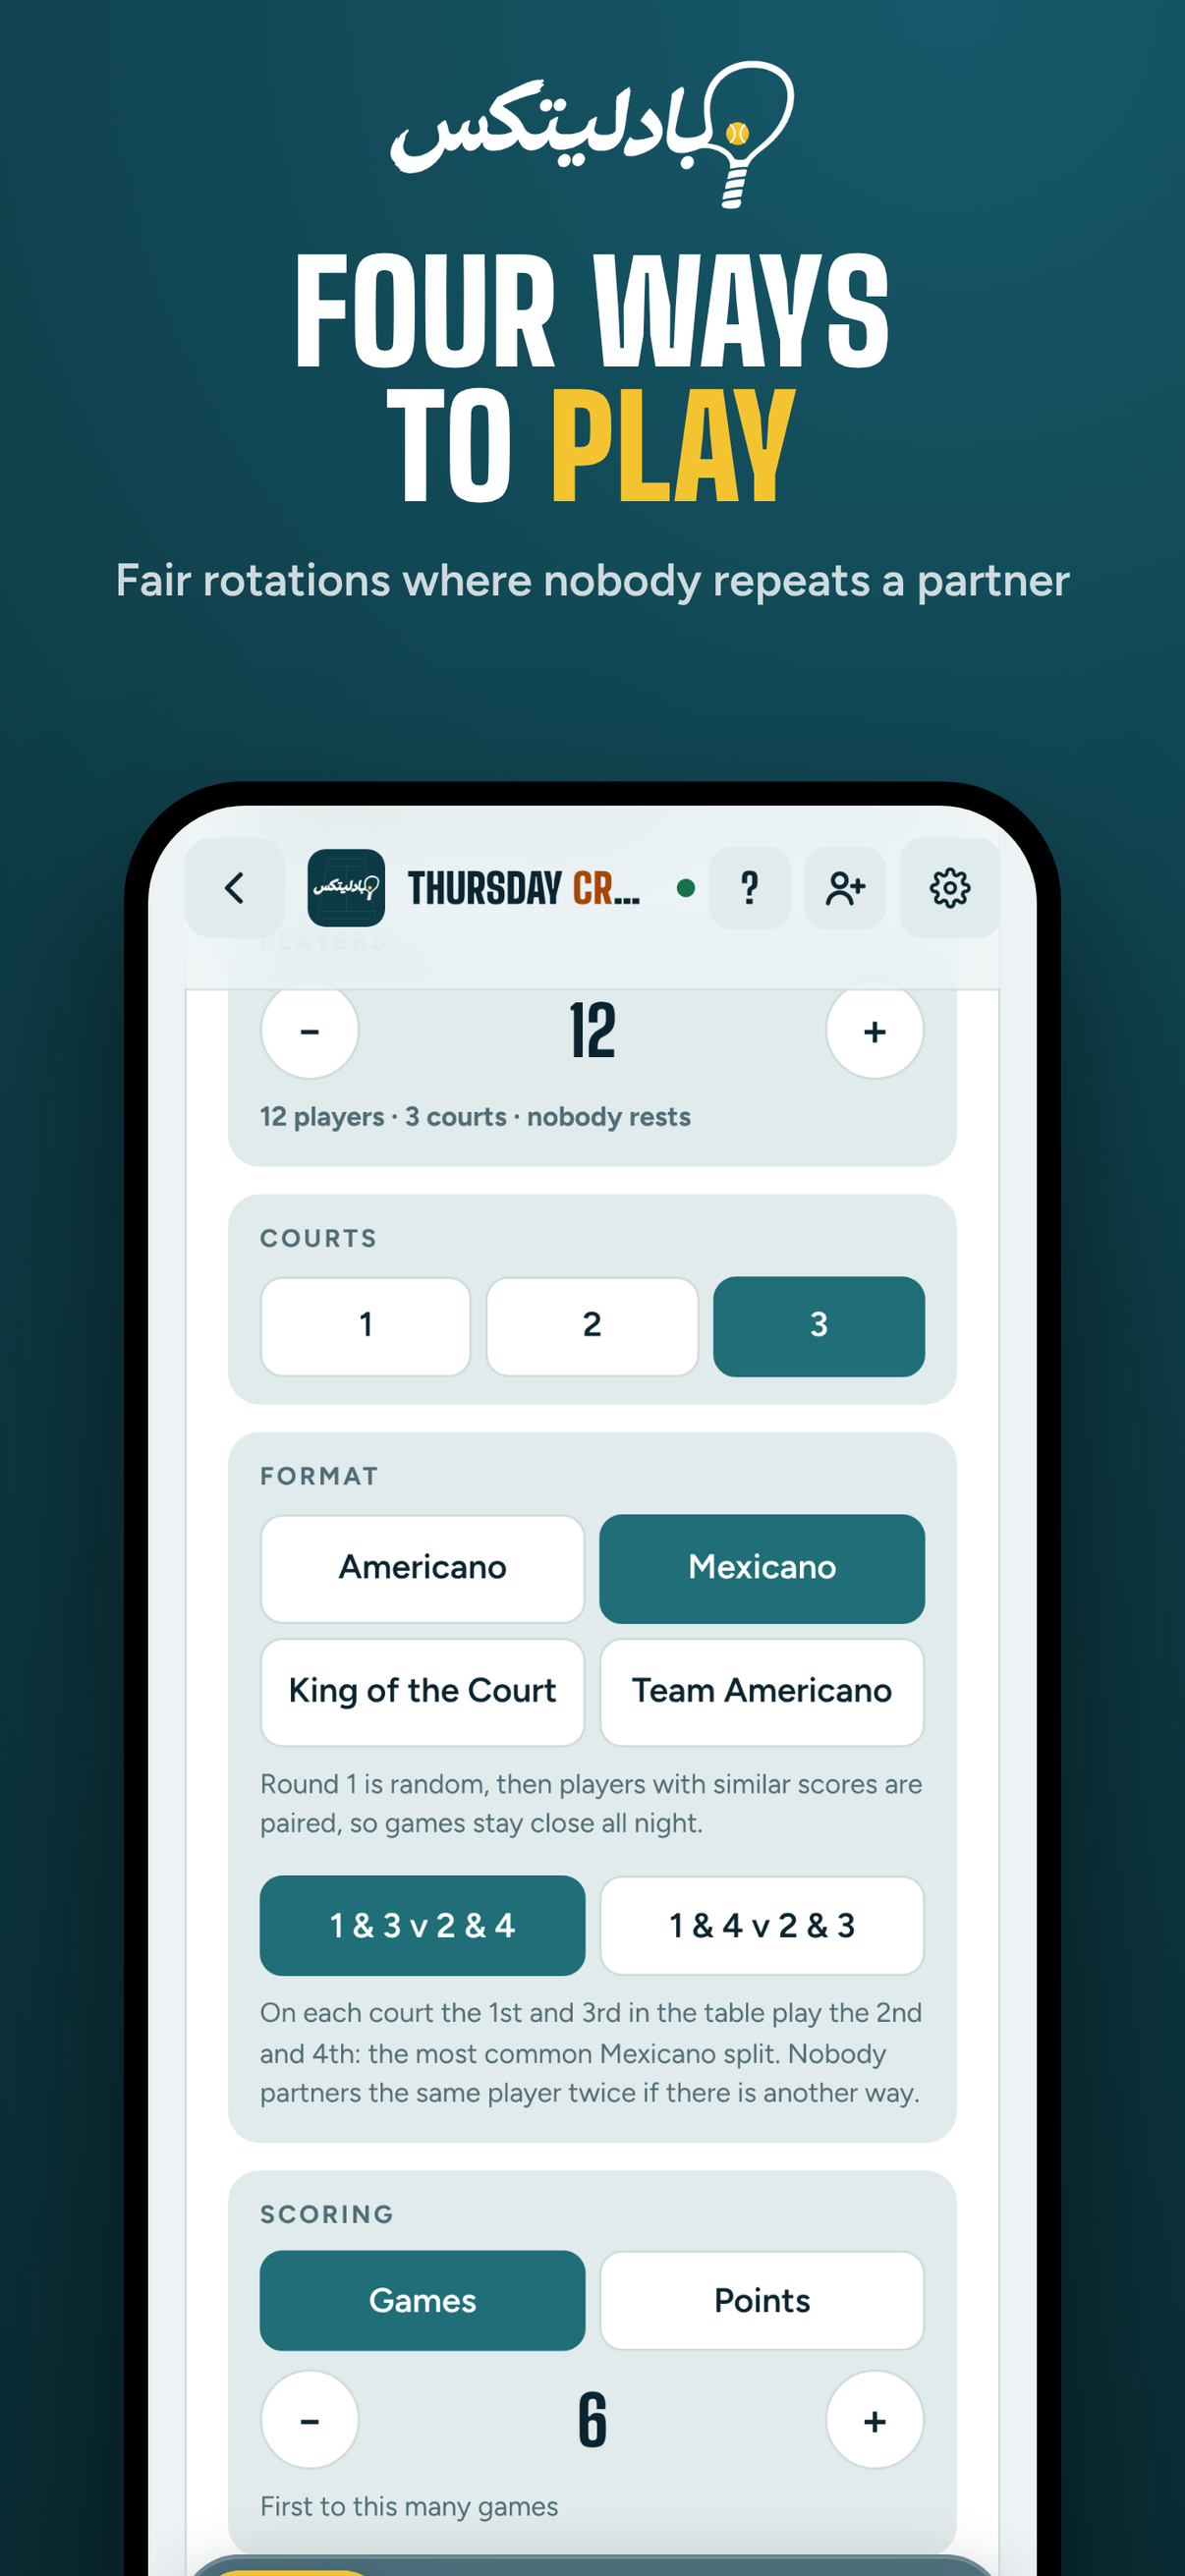 بادليتكس
FOUR WAYS
TO PLAY
Fair rotations where nobody repeats a partner
بادليتكس
THURSDAY CR...
?
PLAYERS
− 12 +
12 players · 3 courts · nobody rests
COURTS
1 2 3
FORMAT
Americano Mexicano
King of the Court Team Americano
Round 1 is random, then players with similar scores are
paired, so games stay close all night.
1 & 3 v 2 & 4 1 & 4 v 2 & 3
On each court the 1st and 3rd in the table play the 2nd
and 4th: the most common Mexicano split. Nobody
partners the same player twice if there is another way.
SCORING
Games Points
− 6 +
First to this many games